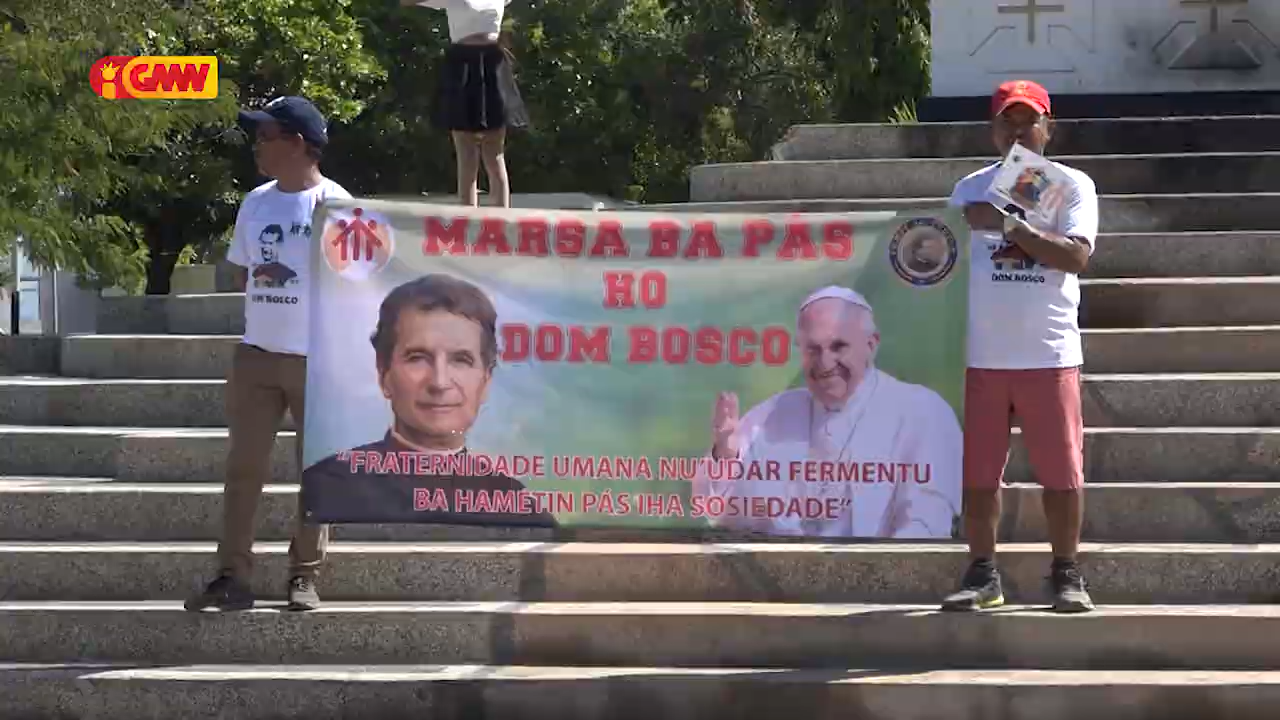 GMN
MARSA BA PÁS
HO
DOM BOSCO
"FRATERNIDADE UMANA NU'UDAR FERMENTU
BA HAMETIN PÁS IHA SOSIEDADE"
DOM BOSCO
DOM BOSCO